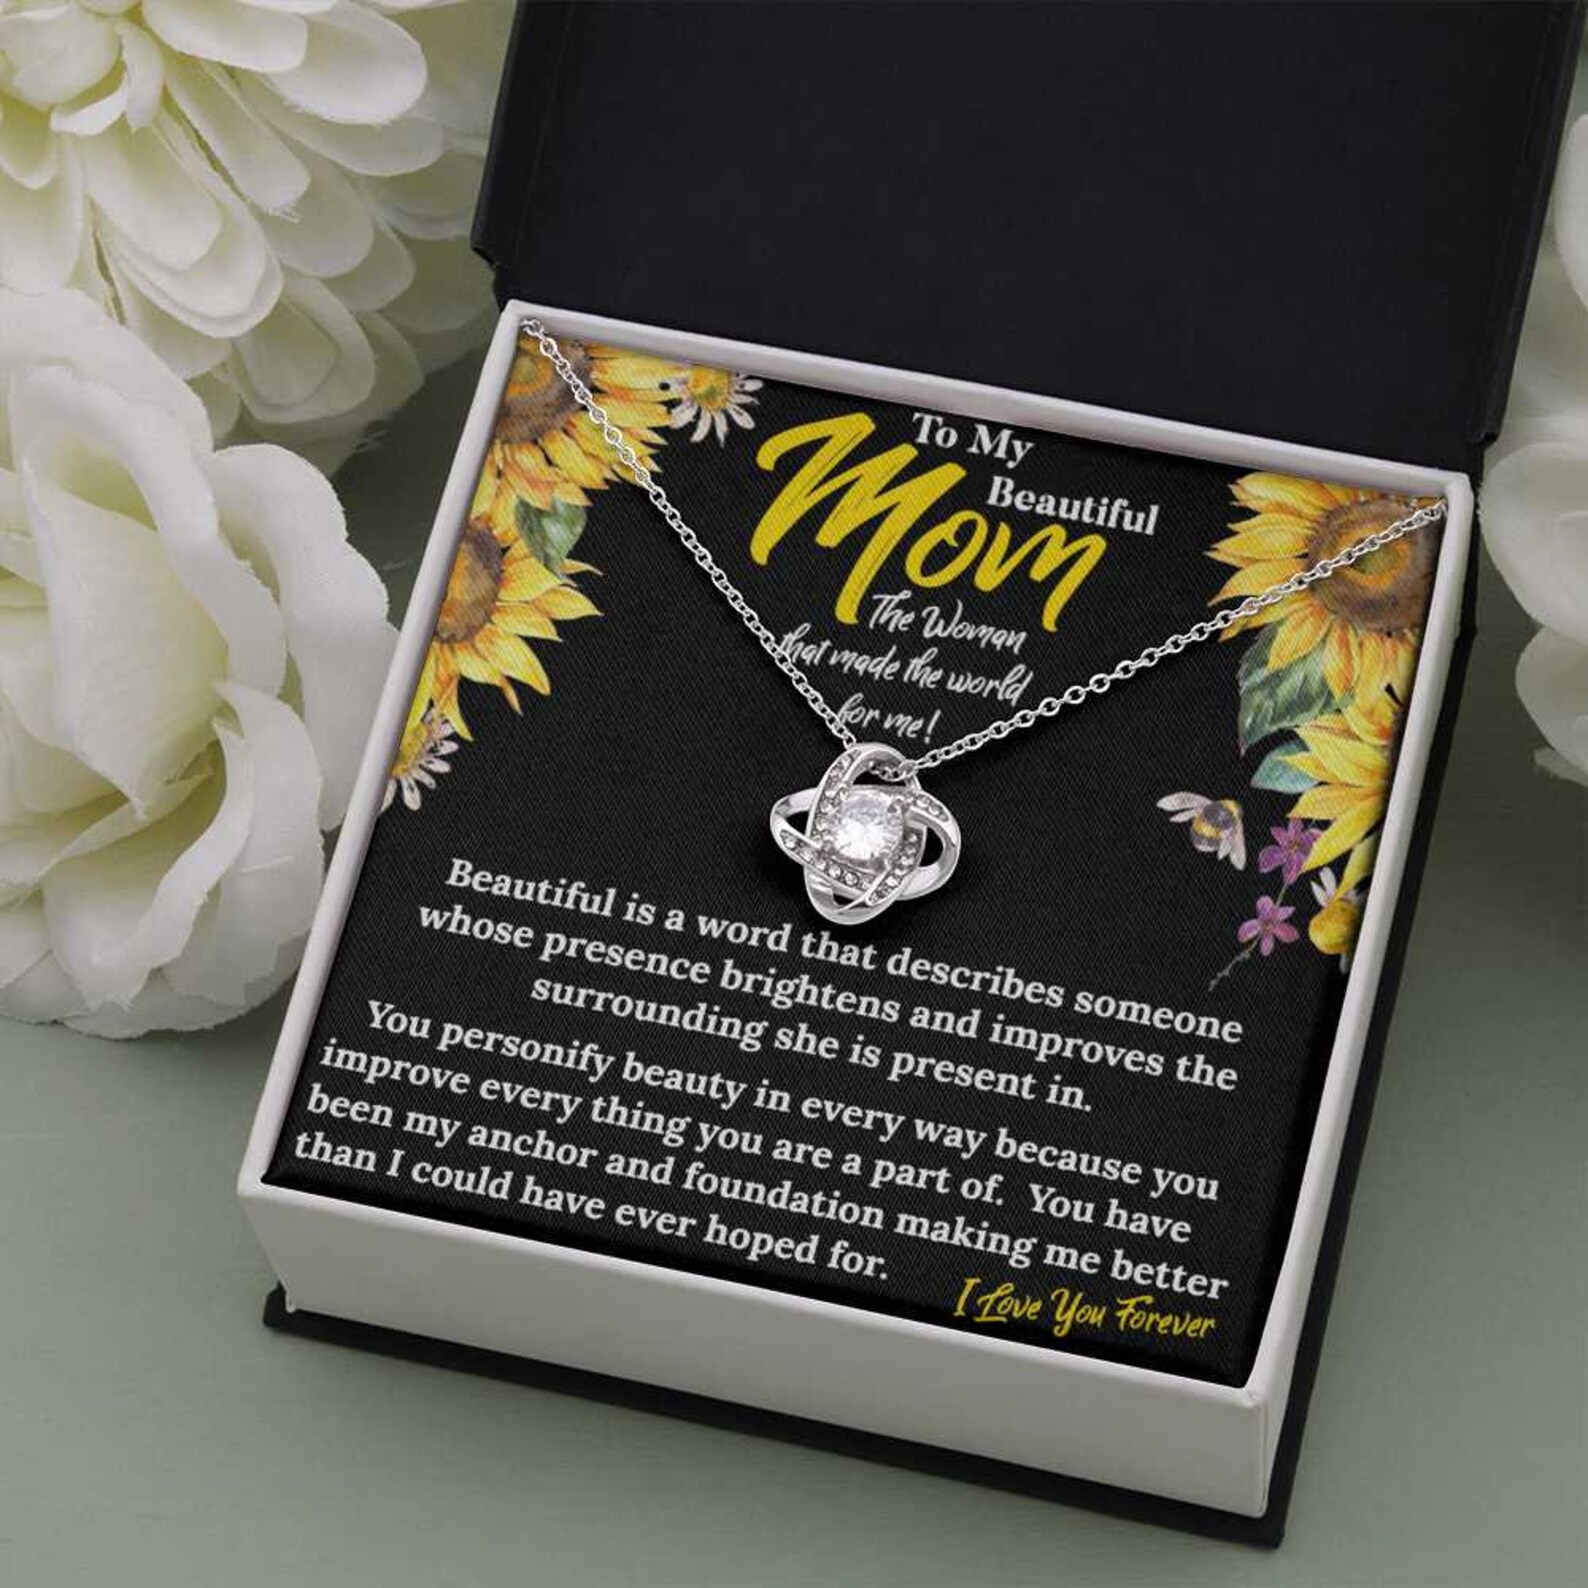 To My
Beautiful
Mom
The Woman
that made the world
for me!
Beautiful is a word that describes someone
whose presence brightens and improves the
surrounding she is present in.
You personify beauty in every way because you
improve every thing you are a part of. You have
been my anchor and foundation making me better
than I could have ever hoped for.
I Love You Forever